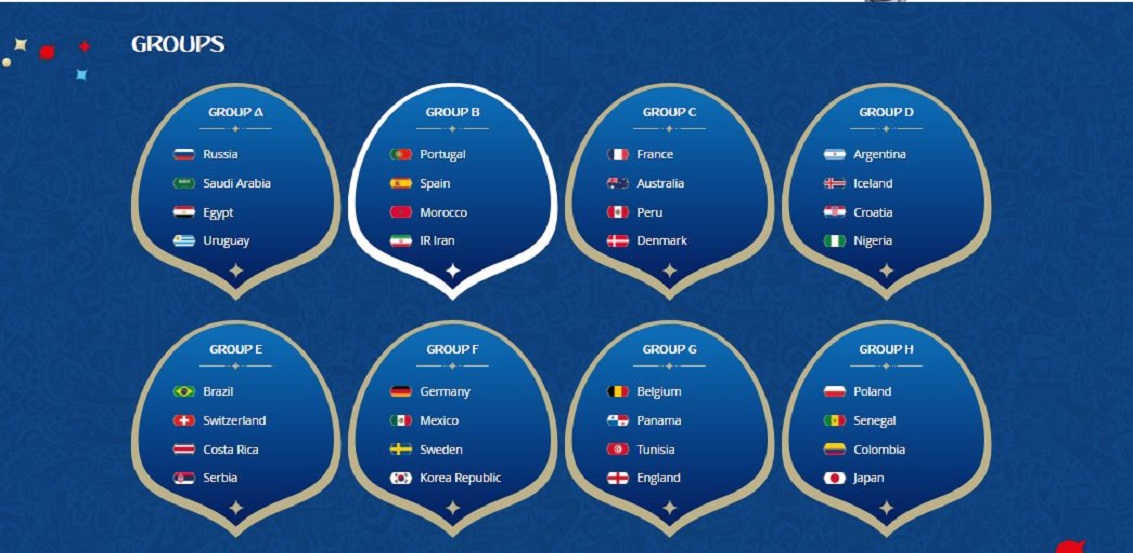 GROUPS
GROUP A
Russia
Saudi Arabia
Egypt
Uruguay
GROUP B
Portugal
Spain
Morocco
IR Iran
GROUP C
France
Australia
Peru
Denmark
GROUP D
Argentina
Iceland
Croatia
Nigeria
GROUP E
Brazil
Switzerland
Costa Rica
Serbia
GROUP F
Germany
Mexico
Sweden
Korea Republic
GROUP G
Belgium
Panama
Tunisia
England
GROUP H
Poland
Senegal
Colombia
Japan